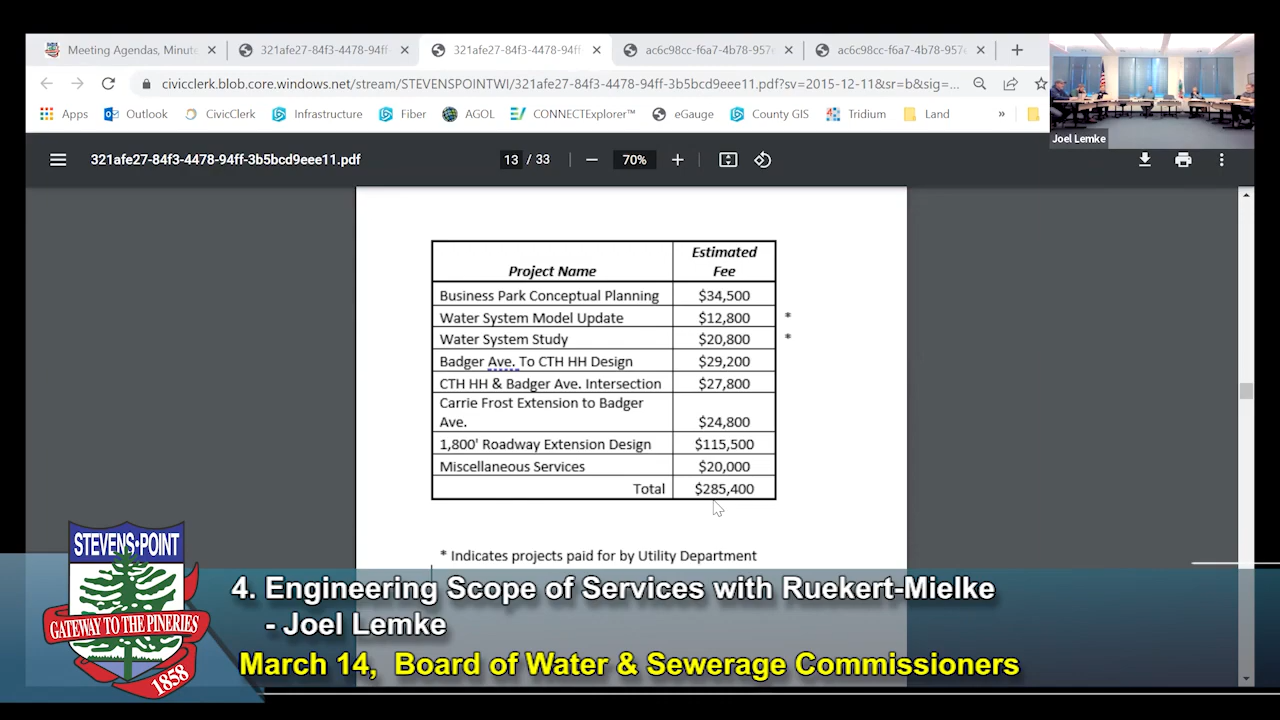 Meeting Agendas, Minute
321afe27-84f3-4478-94ff
321afe27-84f3-4478-94ff
ac6c98cc-f6a7-4b78-957e
ac6c98cc-f6a7-4b78-957e
civicclerk.blob.core.windows.net/stream/STEVENSPOINTWI/321afe27-84f3-4478-94ff-3b5bcd9eee11.pdf?sv=2015-12-11&sr=b&sig=...
Apps Outlook CivicClerk Infrastructure Fiber AGOL CONNECTExplorer™ eGauge County GIS Tridium Land »
Joel Lemke
321afe27-84f3-4478-94ff-3b5bcd9eee11.pdf 13 / 33 70%
Project Name Estimated
Fee
Business Park Conceptual Planning $34,500
Water System Model Update $12,800 *
Water System Study $20,800 *
Badger Ave. To CTH HH Design $29,200
CTH HH & Badger Ave. Intersection $27,800
Carrie Frost Extension to Badger
Ave. $24,800
1,800' Roadway Extension Design $115,500
Miscellaneous Services $20,000
Total $285,400
* Indicates projects paid for by Utility Department
STEVENS•POINT
GATEWAY TO THE PINERIES
1858
4. Engineering Scope of Services with Ruekert-Mielke
- Joel Lemke
March 14, Board of Water & Sewerage Commissioners